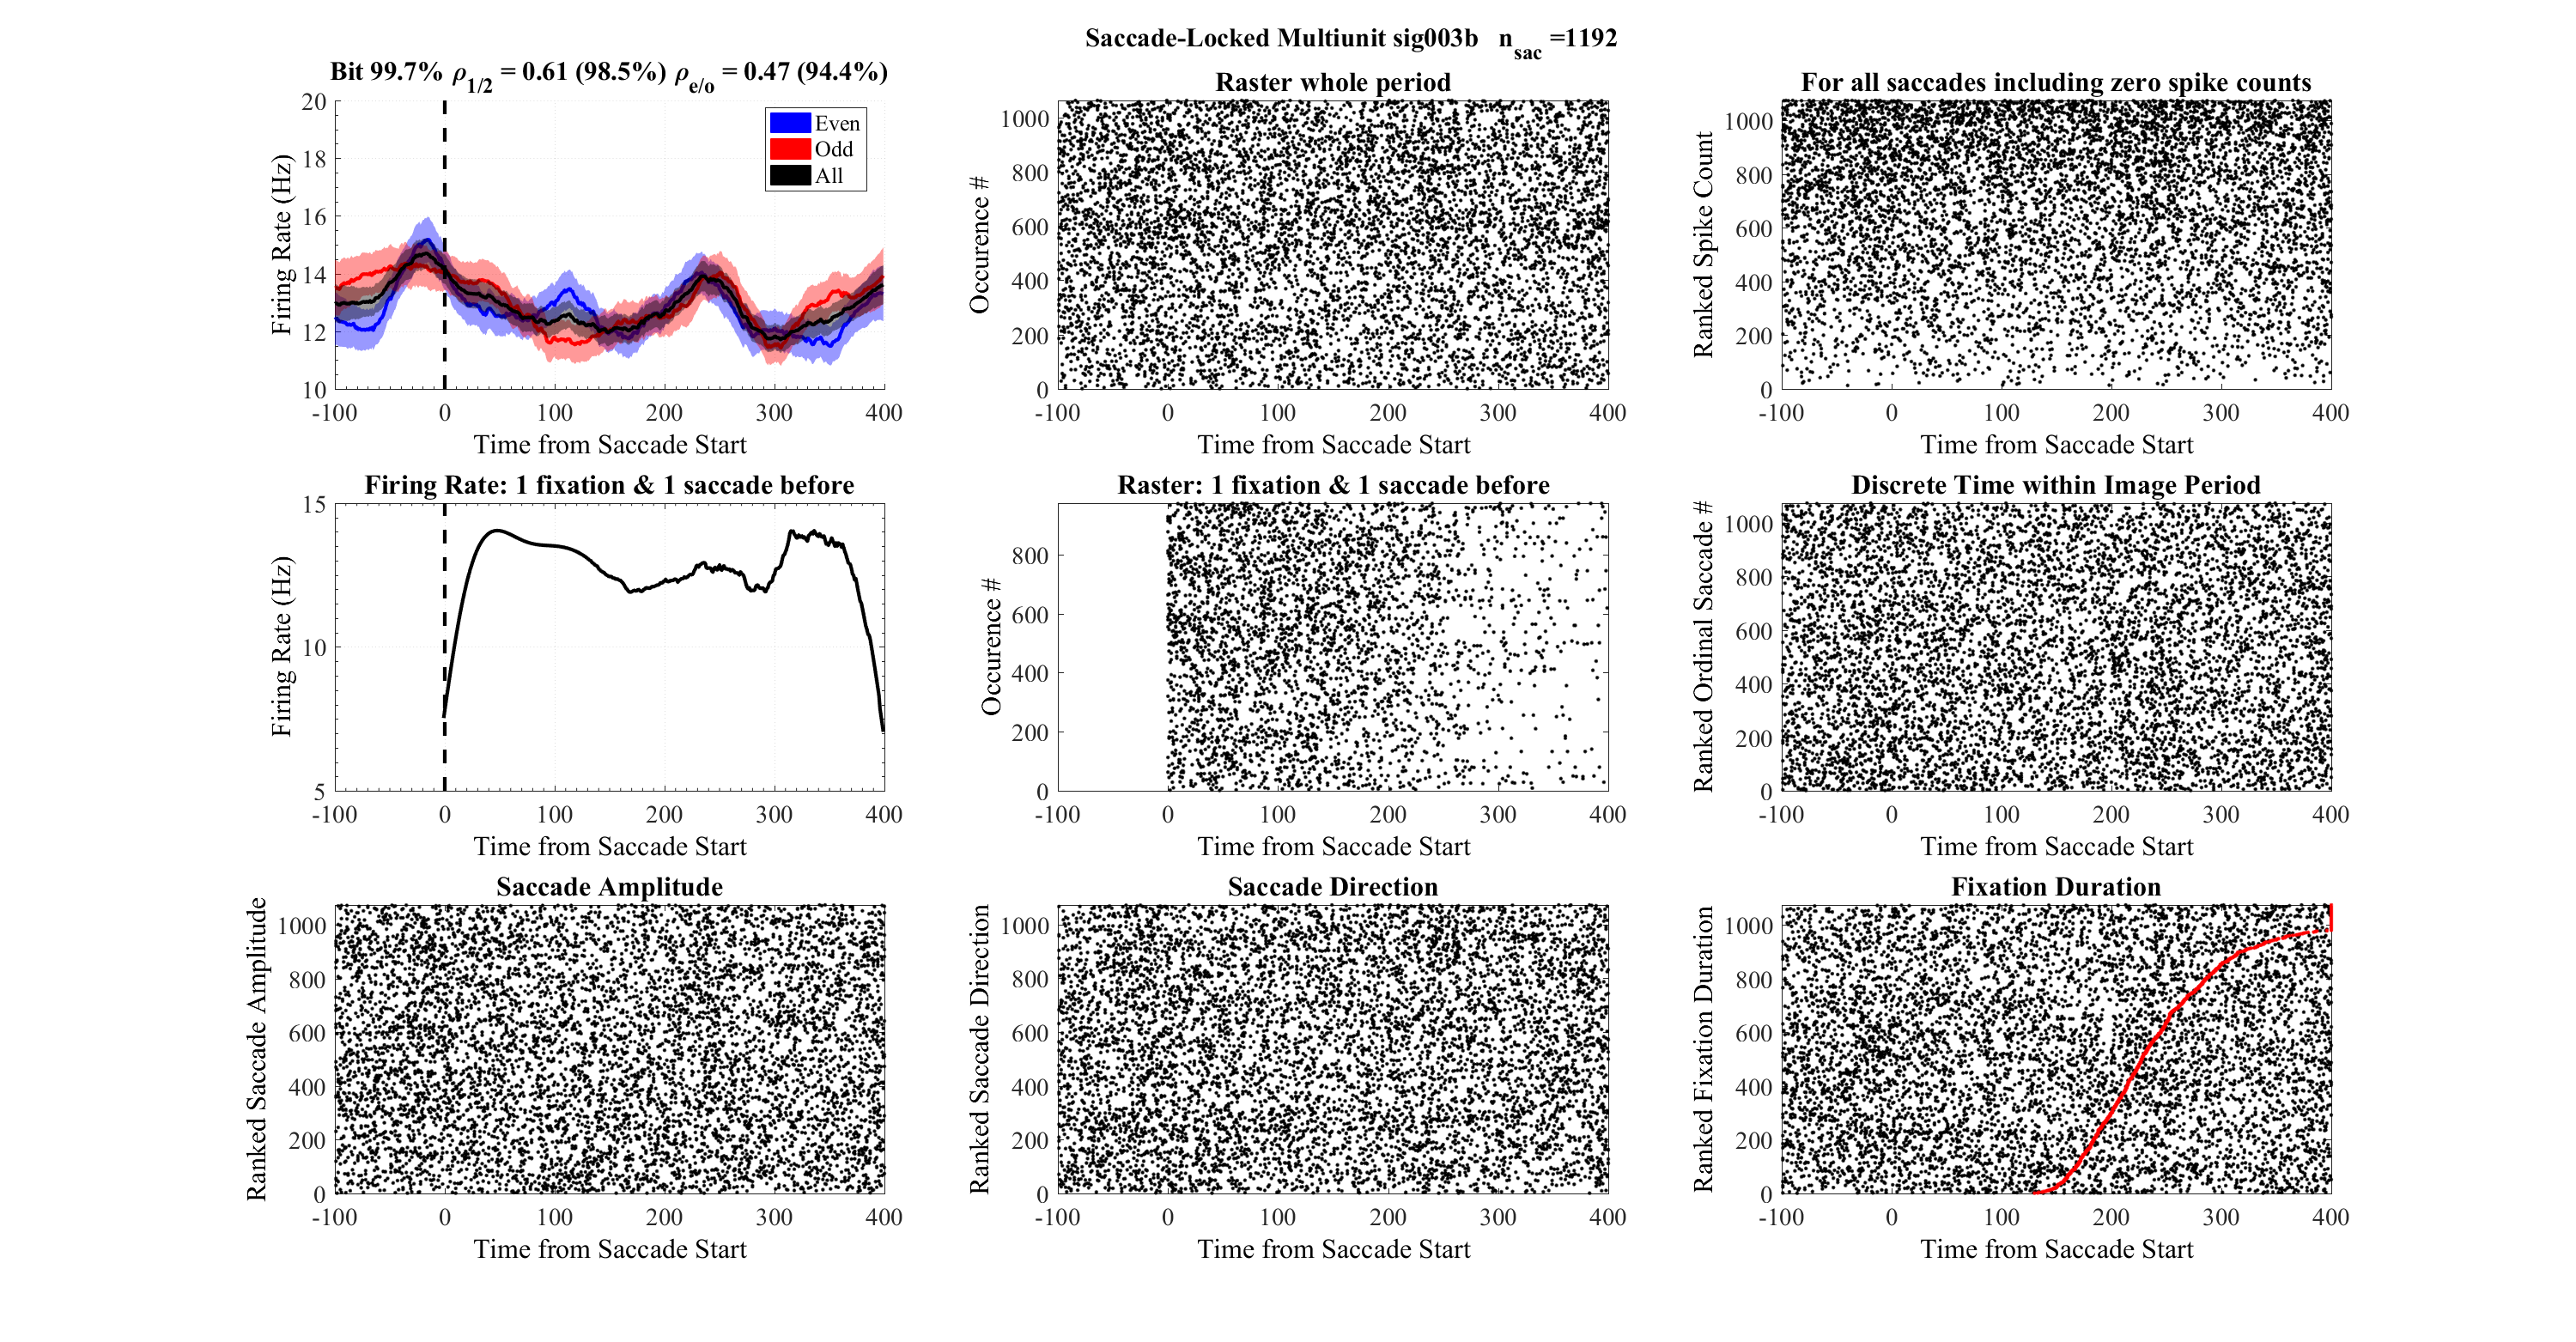 Saccade-Locked Multiunit sig003b n_sac =1192
Bit 99.7% ρ_1/2 = 0.61 (98.5%) ρ_e/o = 0.47 (94.4%)
Firing Rate (Hz)
20
18
16
14
12
10
Even
Odd
All
-100 0 100 200 300 400
Time from Saccade Start
Raster whole period
Occurence #
1000
800
600
400
200
0
-100 0 100 200 300 400
Time from Saccade Start
For all saccades including zero spike counts
Ranked Spike Count
1000
800
600
400
200
0
-100 0 100 200 300 400
Time from Saccade Start
Firing Rate: 1 fixation & 1 saccade before
Firing Rate (Hz)
15
10
5
-100 0 100 200 300 400
Time from Saccade Start
Raster: 1 fixation & 1 saccade before
Occurence #
800
600
400
200
0
-100 0 100 200 300 400
Time from Saccade Start
Discrete Time within Image Period
Ranked Ordinal Saccade #
1000
800
600
400
200
0
-100 0 100 200 300 400
Time from Saccade Start
Saccade Amplitude
Ranked Saccade Amplitude
1000
800
600
400
200
0
-100 0 100 200 300 400
Time from Saccade Start
Saccade Direction
Ranked Saccade Direction
1000
800
600
400
200
0
-100 0 100 200 300 400
Time from Saccade Start
Fixation Duration
Ranked Fixation Duration
1000
800
600
400
200
0
-100 0 100 200 300 400
Time from Saccade Start